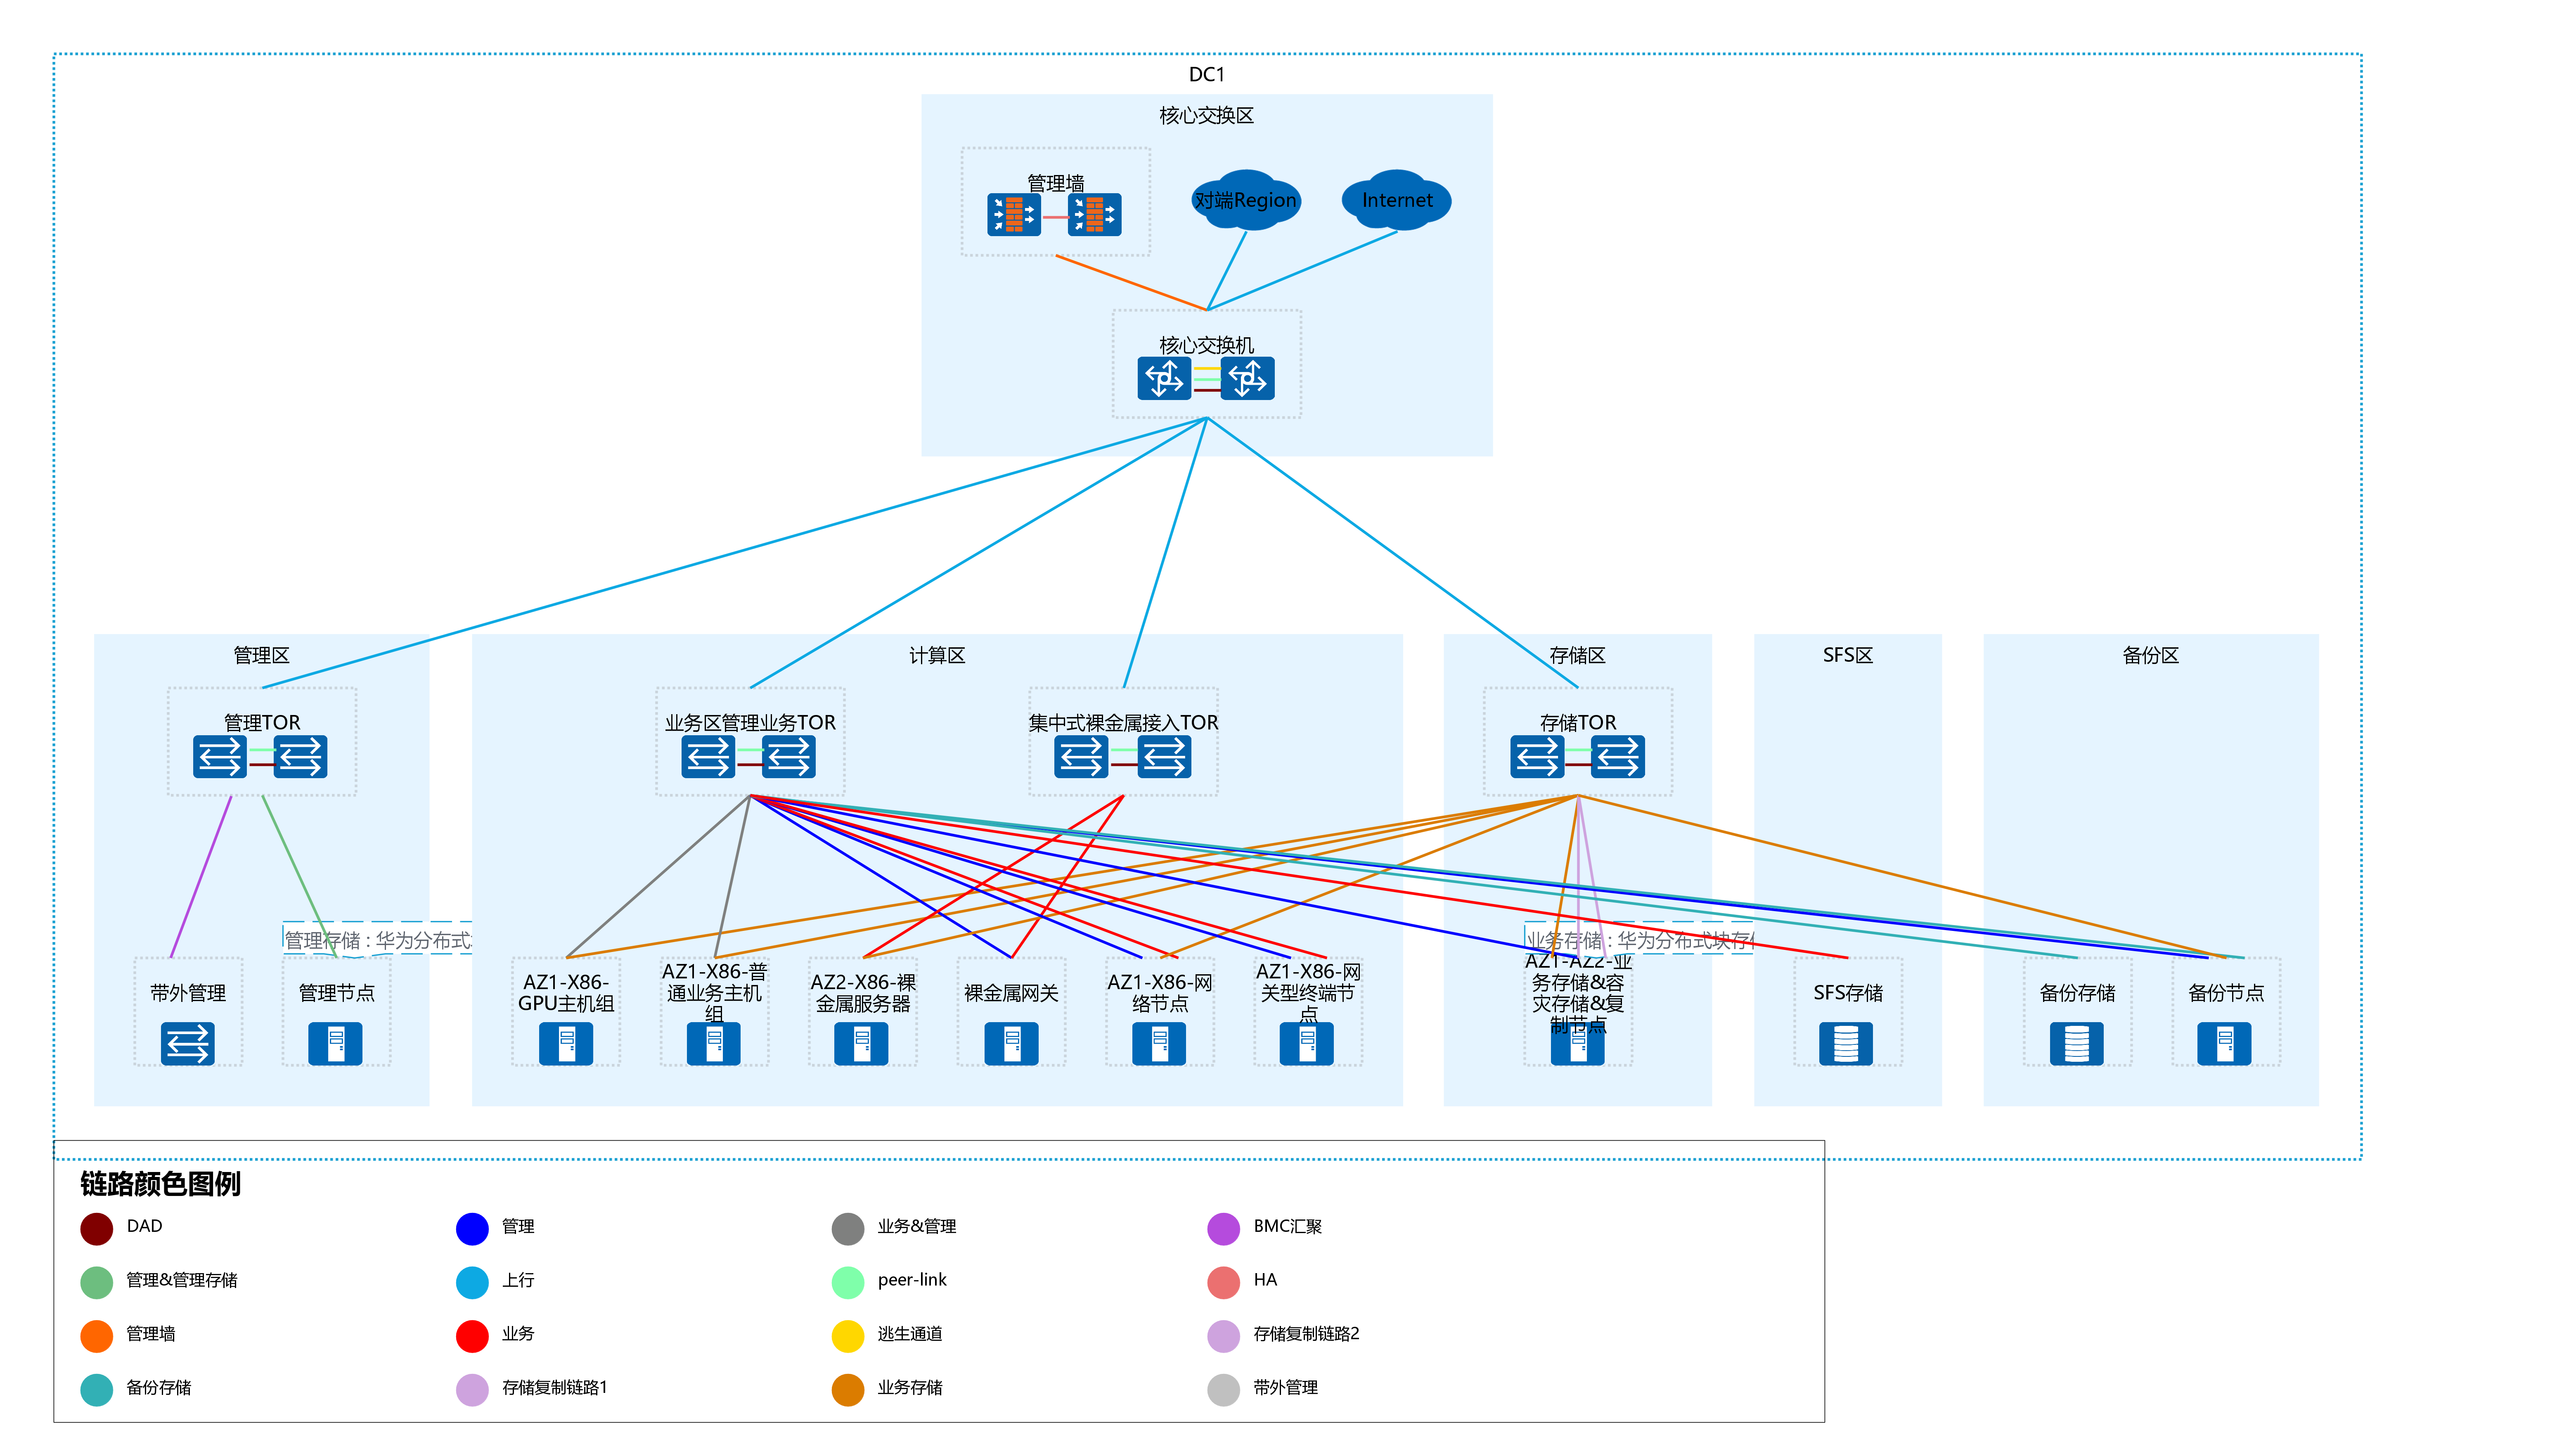 DC1
核心交换区
管理墙
对端Region
Internet
核心交换机
管理区
计算区
存储区
SFS区
备份区
管理TOR
业务区管理业务TOR
集中式裸金属接入TOR
存储TOR
管理存储：华为分布式
业务存储：华为分布式块存
带外管理
管理节点
AZ1-X86-
GPU主机组
AZ1-X86-普
通业务主机
组
AZ2-X86-裸
金属服务器
裸金属网关
AZ1-X86-网
络节点
AZ1-X86-网
关型终端节
点
AZ1-AZ2-业
务存储&容
灾存储&复
制节点
SFS存储
备份存储
备份节点
链路颜色图例
DAD
管理
业务&管理
BMC汇聚
管理&管理存储
上行
peer-link
HA
管理墙
业务
逃生通道
存储复制链路2
备份存储
存储复制链路1
业务存储
带外管理